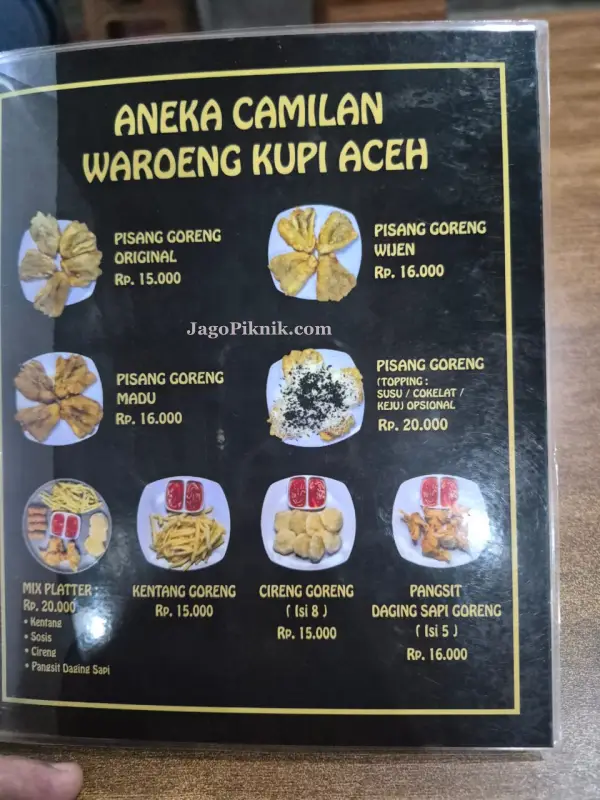 ANEKA CAMILAN
WAROENG KUPI ACEH
PISANG GORENG
ORIGINAL
Rp. 15.000
PISANG GORENG
WIJEN
Rp. 16.000
JagoPiknik.com
PISANG GORENG
MADU
Rp. 16.000
PISANG GORENG
(TOPPING :
SUSU / COKELAT /
KEJU) OPSIONAL
Rp. 20.000
MIX PLATTER :
Rp. 20.000
• Kentang
• Sosis
• Cireng
• Pangsit Daging Sapi
KENTANG GORENG
Rp. 15.000
CIRENG GORENG
( Isi 8 )
Rp. 15.000
PANGSIT
DAGING SAPI GORENG
( Isi 5 )
Rp. 16.000